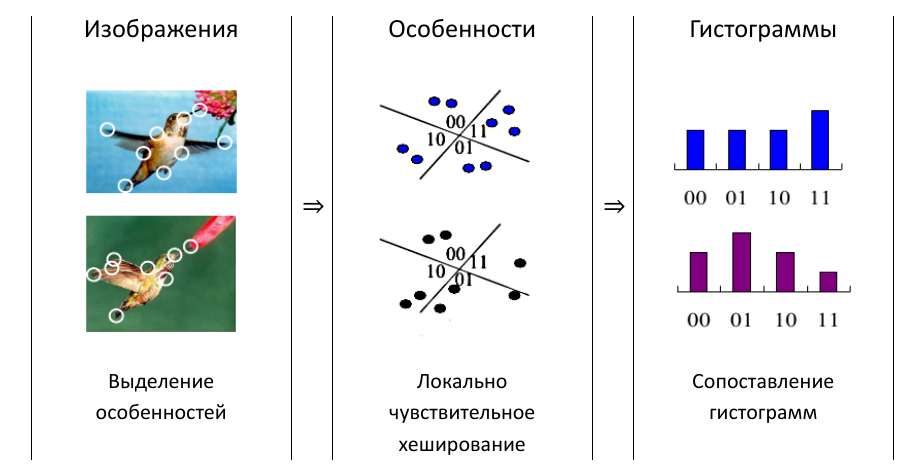 Изображения
Особенности
Гистограммы
⇒
⇒
00
11
10
01
00
11
10
01
00 01 10 11
00 01 10 11
Выделение
особенностей
Локально
чувствительное
хеширование
Сопоставление
гистограмм